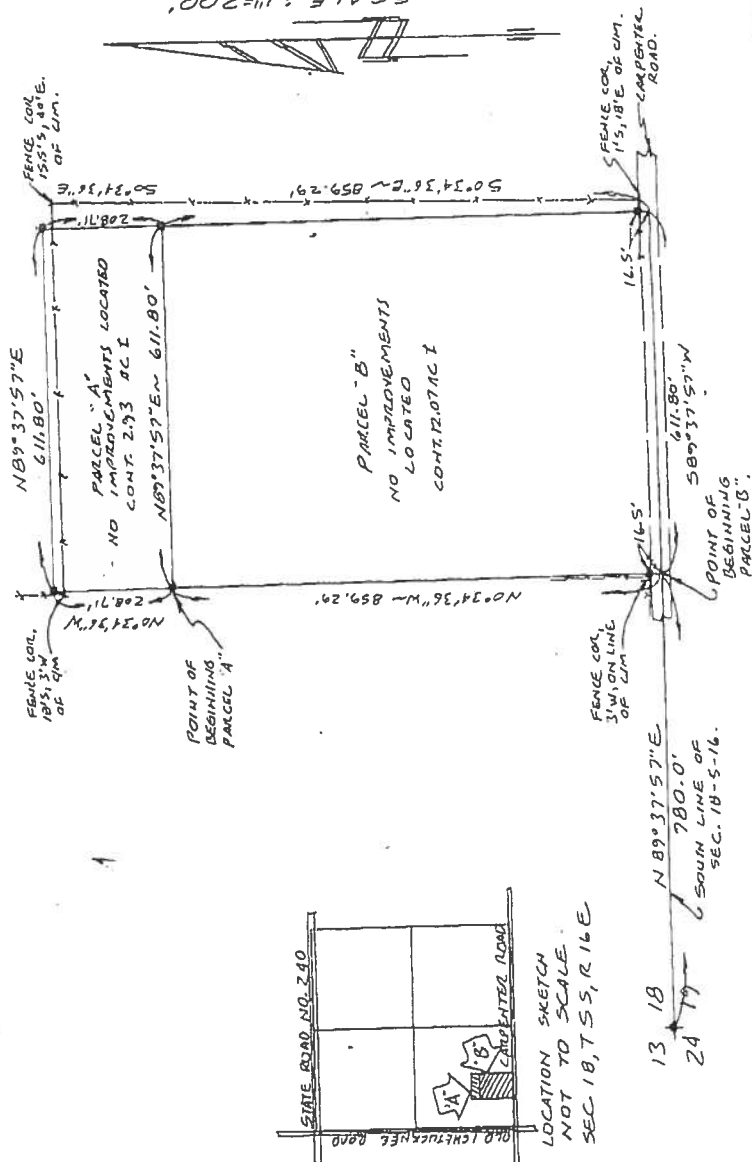 SCALE: 1"=200'
FENCE COR.
15.5'S, 40'E.
OF C/M.
N89°37'57"E
611.80'
S0°34'36"E
208.71'
PARCEL "A"
NO IMPROVEMENTS LOCATED
CONT. 2.93 AC ±
FENCE COR.
18'S, 3'W
OF C/M
N0°34'36"W
208.71'
N89°37'57"E~ 611.80'
POINT OF
BEGINNING
PARCEL "A"
S0°34'36"E~ 859.29'
PARCEL "B"
NO IMPROVEMENTS
LOCATED
CONT. 12.07 AC ±
N0°34'36"W~ 859.29'
FENCE COR,
1'S, 18'E OF C/M.
CARPENTER
ROAD.
16.5'
16.5'
FENCE COR,
3'W, ON LINE
OF C/M
611.80'
S89°37'57"W
POINT OF
BEGINNING
PARCEL "B".
N 89°37'57"E
780.0'
SOUTH LINE OF
SEC. 18-5-16.
13 18
24 19
STATE ROAD NO. 240
OLD ICHETUCKNEE ROAD
"A"
"B"
CARPENTER ROAD
LOCATION SKETCH
NOT TO SCALE.
SEC 18, T 5 S, R 16 E